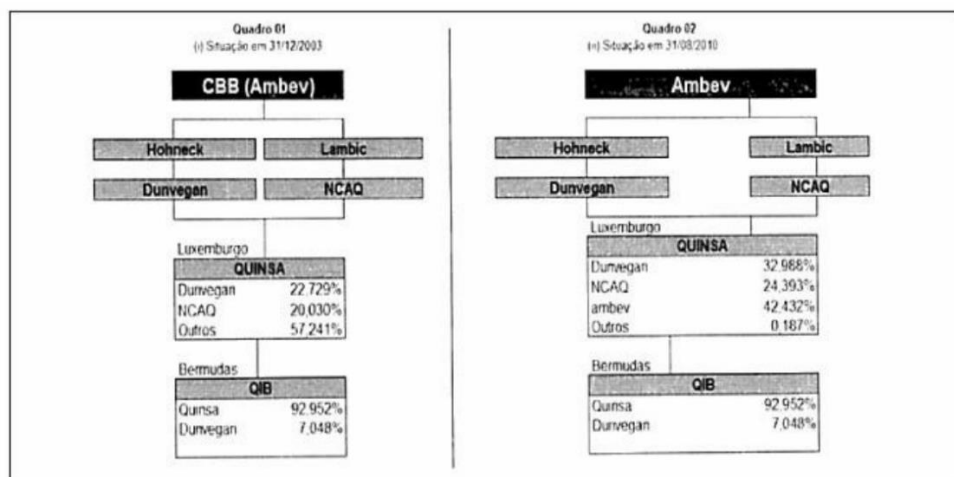 Quadro 01
(i) Situação em 31/12/2003
CBB (Ambev)
Hohneck
Lambic
Dunvegan
NCAQ
Luxemburgo
QUINSA
Dunvegan 22,729%
NCAQ 20,030%
Outros 57,241%
Bermudas
QIB
Quinsa 92,952%
Dunvegan 7,048%
Quadro 02
(ii) Situação em 31/08/2010
Ambev
Hohneck
Lambic
Dunvegan
NCAQ
Luxemburgo
QUINSA
Dunvegan 32,988%
NCAQ 24,393%
ambev 42,432%
Outros 0,187%
Bermudas
QIB
Quinsa 92,952%
Dunvegan 7,048%